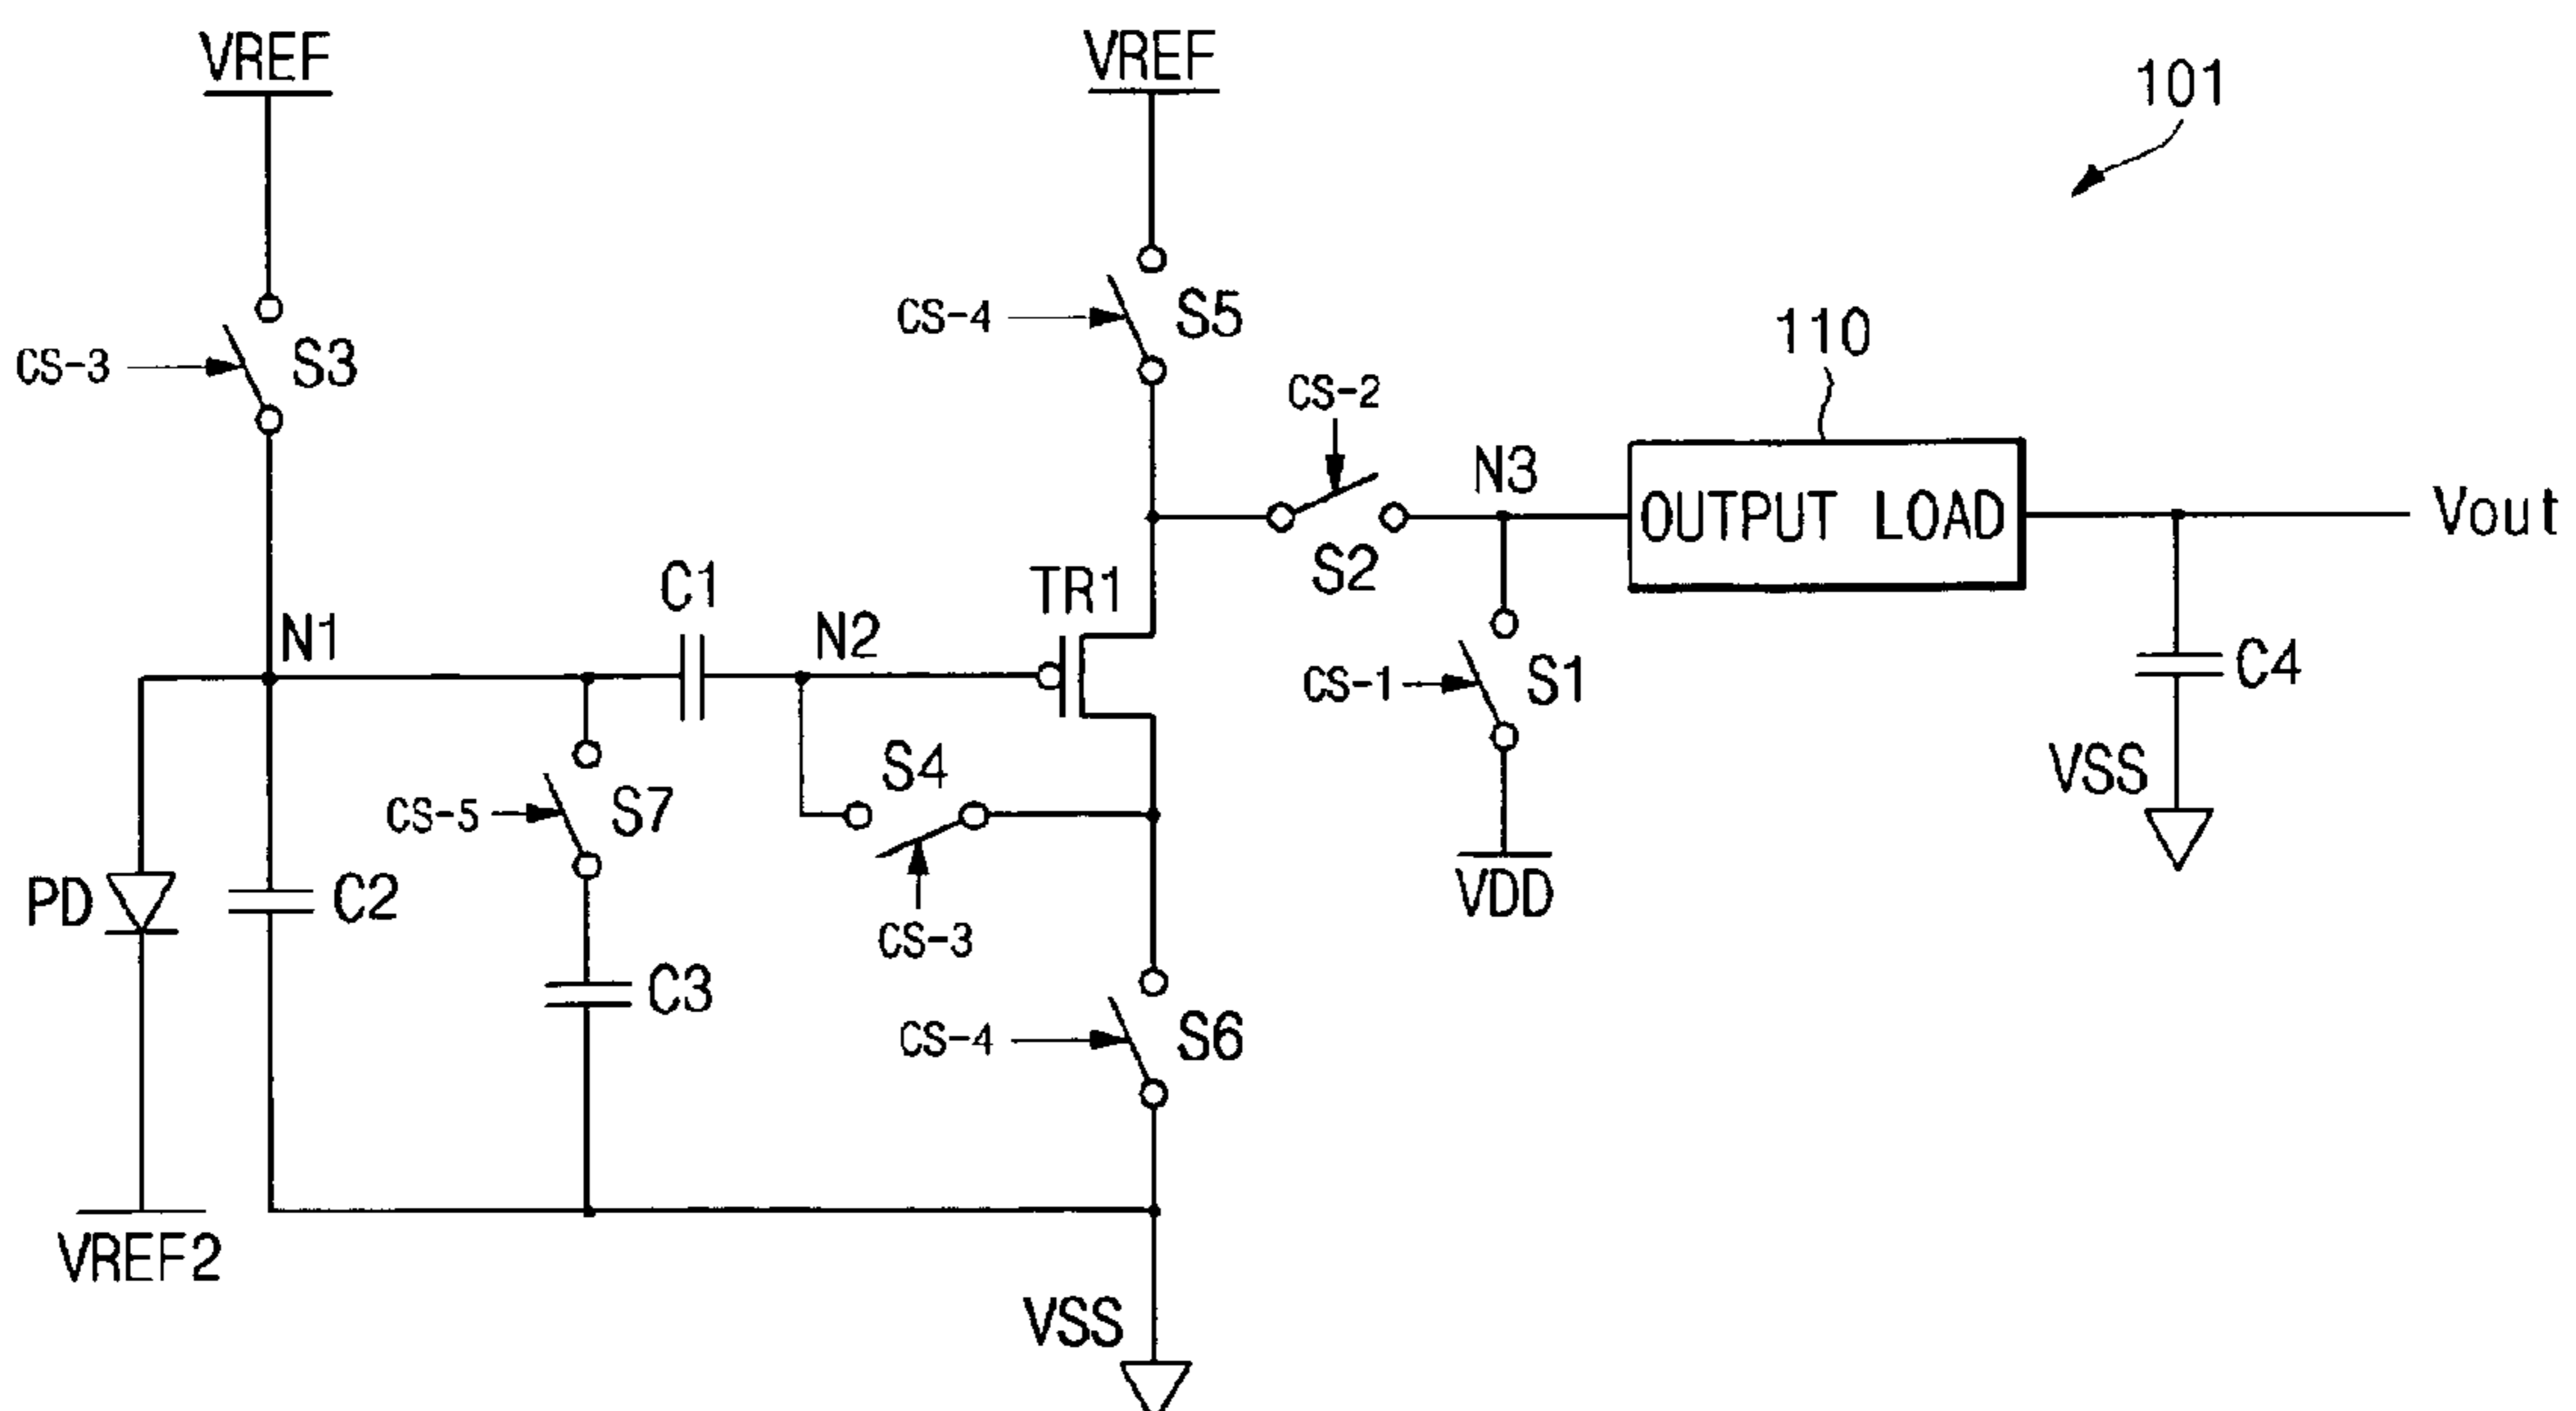 VREF
VREF
101
CS-3
S3
CS-4
S5
110
CS-2
N3
OUTPUT LOAD
Vout
S2
C1
TR1
N1
N2
CS-1
S1
C4
S4
CS-5
S7
VSS
PD
C2
CS-3
VDD
C3
CS-4
S6
VREF2
VSS